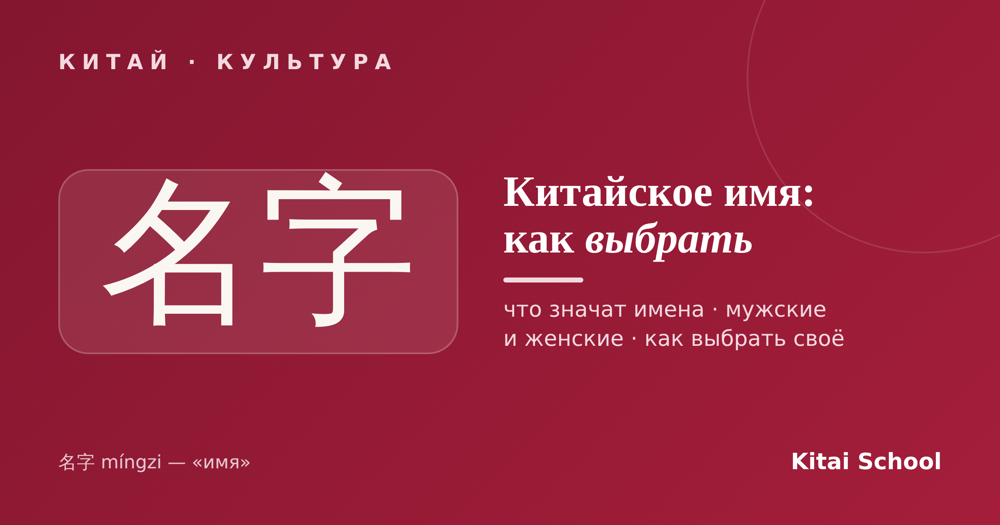 КИТАЙ · КУЛЬТУРА
名字
Китайское имя:
как выбрать
что значат имена · мужские
и женские · как выбрать своё
名字 míngzi — «имя»
Kitai School